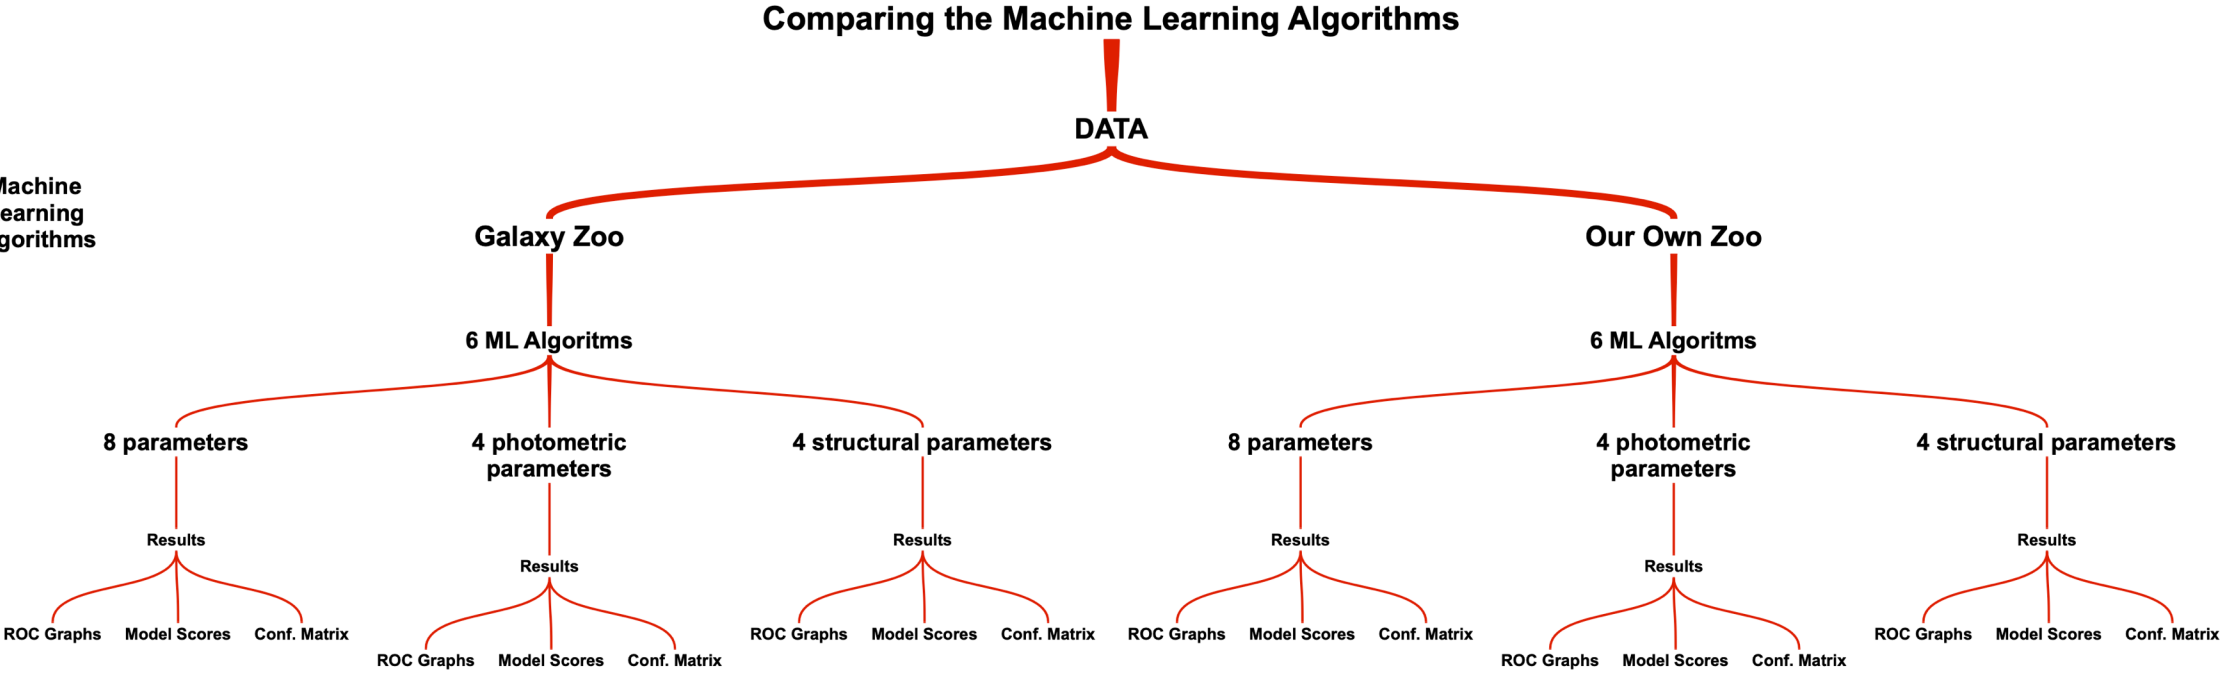 Comparing the Machine Learning Algorithms
DATA
Machine
earning
gorithms
Galaxy Zoo
Our Own Zoo
6 ML Algoritms
6 ML Algoritms
8 parameters
4 photometric
parameters
4 structural parameters
8 parameters
4 photometric
parameters
4 structural parameters
Results
Results
Results
Results
Results
Results
ROC Graphs
Model Scores
Conf. Matrix
ROC Graphs
Model Scores
Conf. Matrix
ROC Graphs
Model Scores
Conf. Matrix
ROC Graphs
Model Scores
Conf. Matrix
ROC Graphs
Model Scores
Conf. Matrix
ROC Graphs
Model Scores
Conf. Matrix